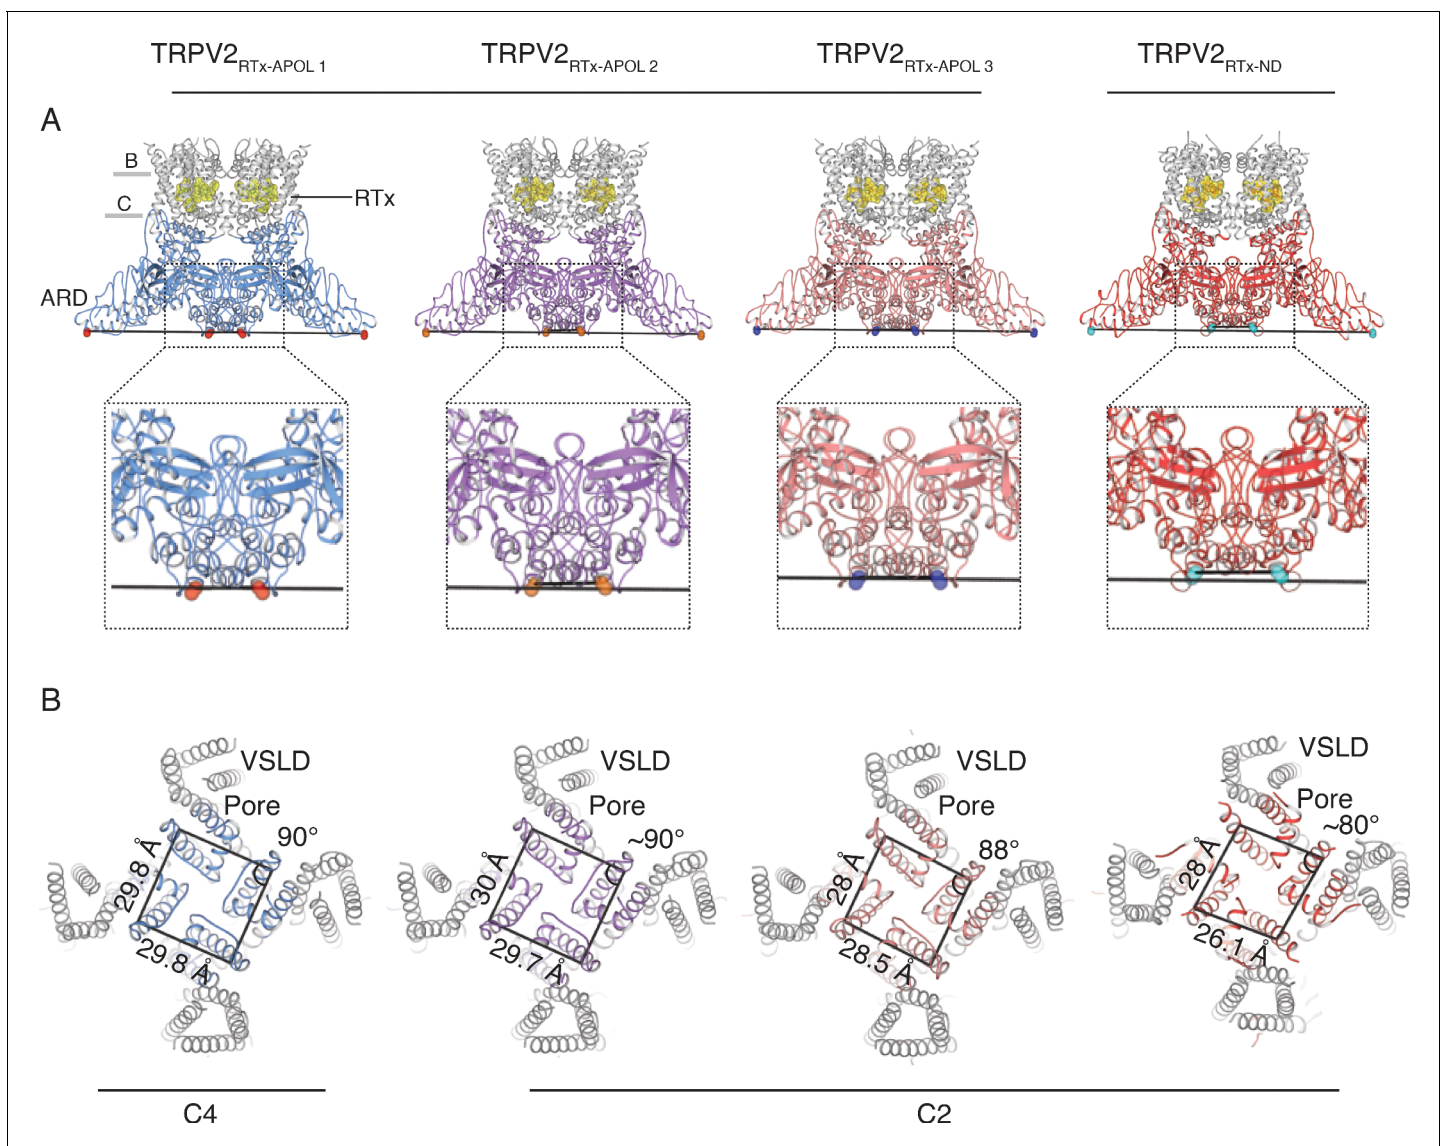 TRPV2RTx-APOL 1 TRPV2RTx-APOL 2 TRPV2RTx-APOL 3 TRPV2RTx-ND
A
B
C
RTx
ARD
B
VSLD VSLD VSLD VSLD
Pore Pore Pore Pore
90° ~90° 88° ~80°
29.8 Å 30 Å 28 Å 28 Å
29.8 Å 29.7 Å 28.5 Å 26.1 Å
C4 C2